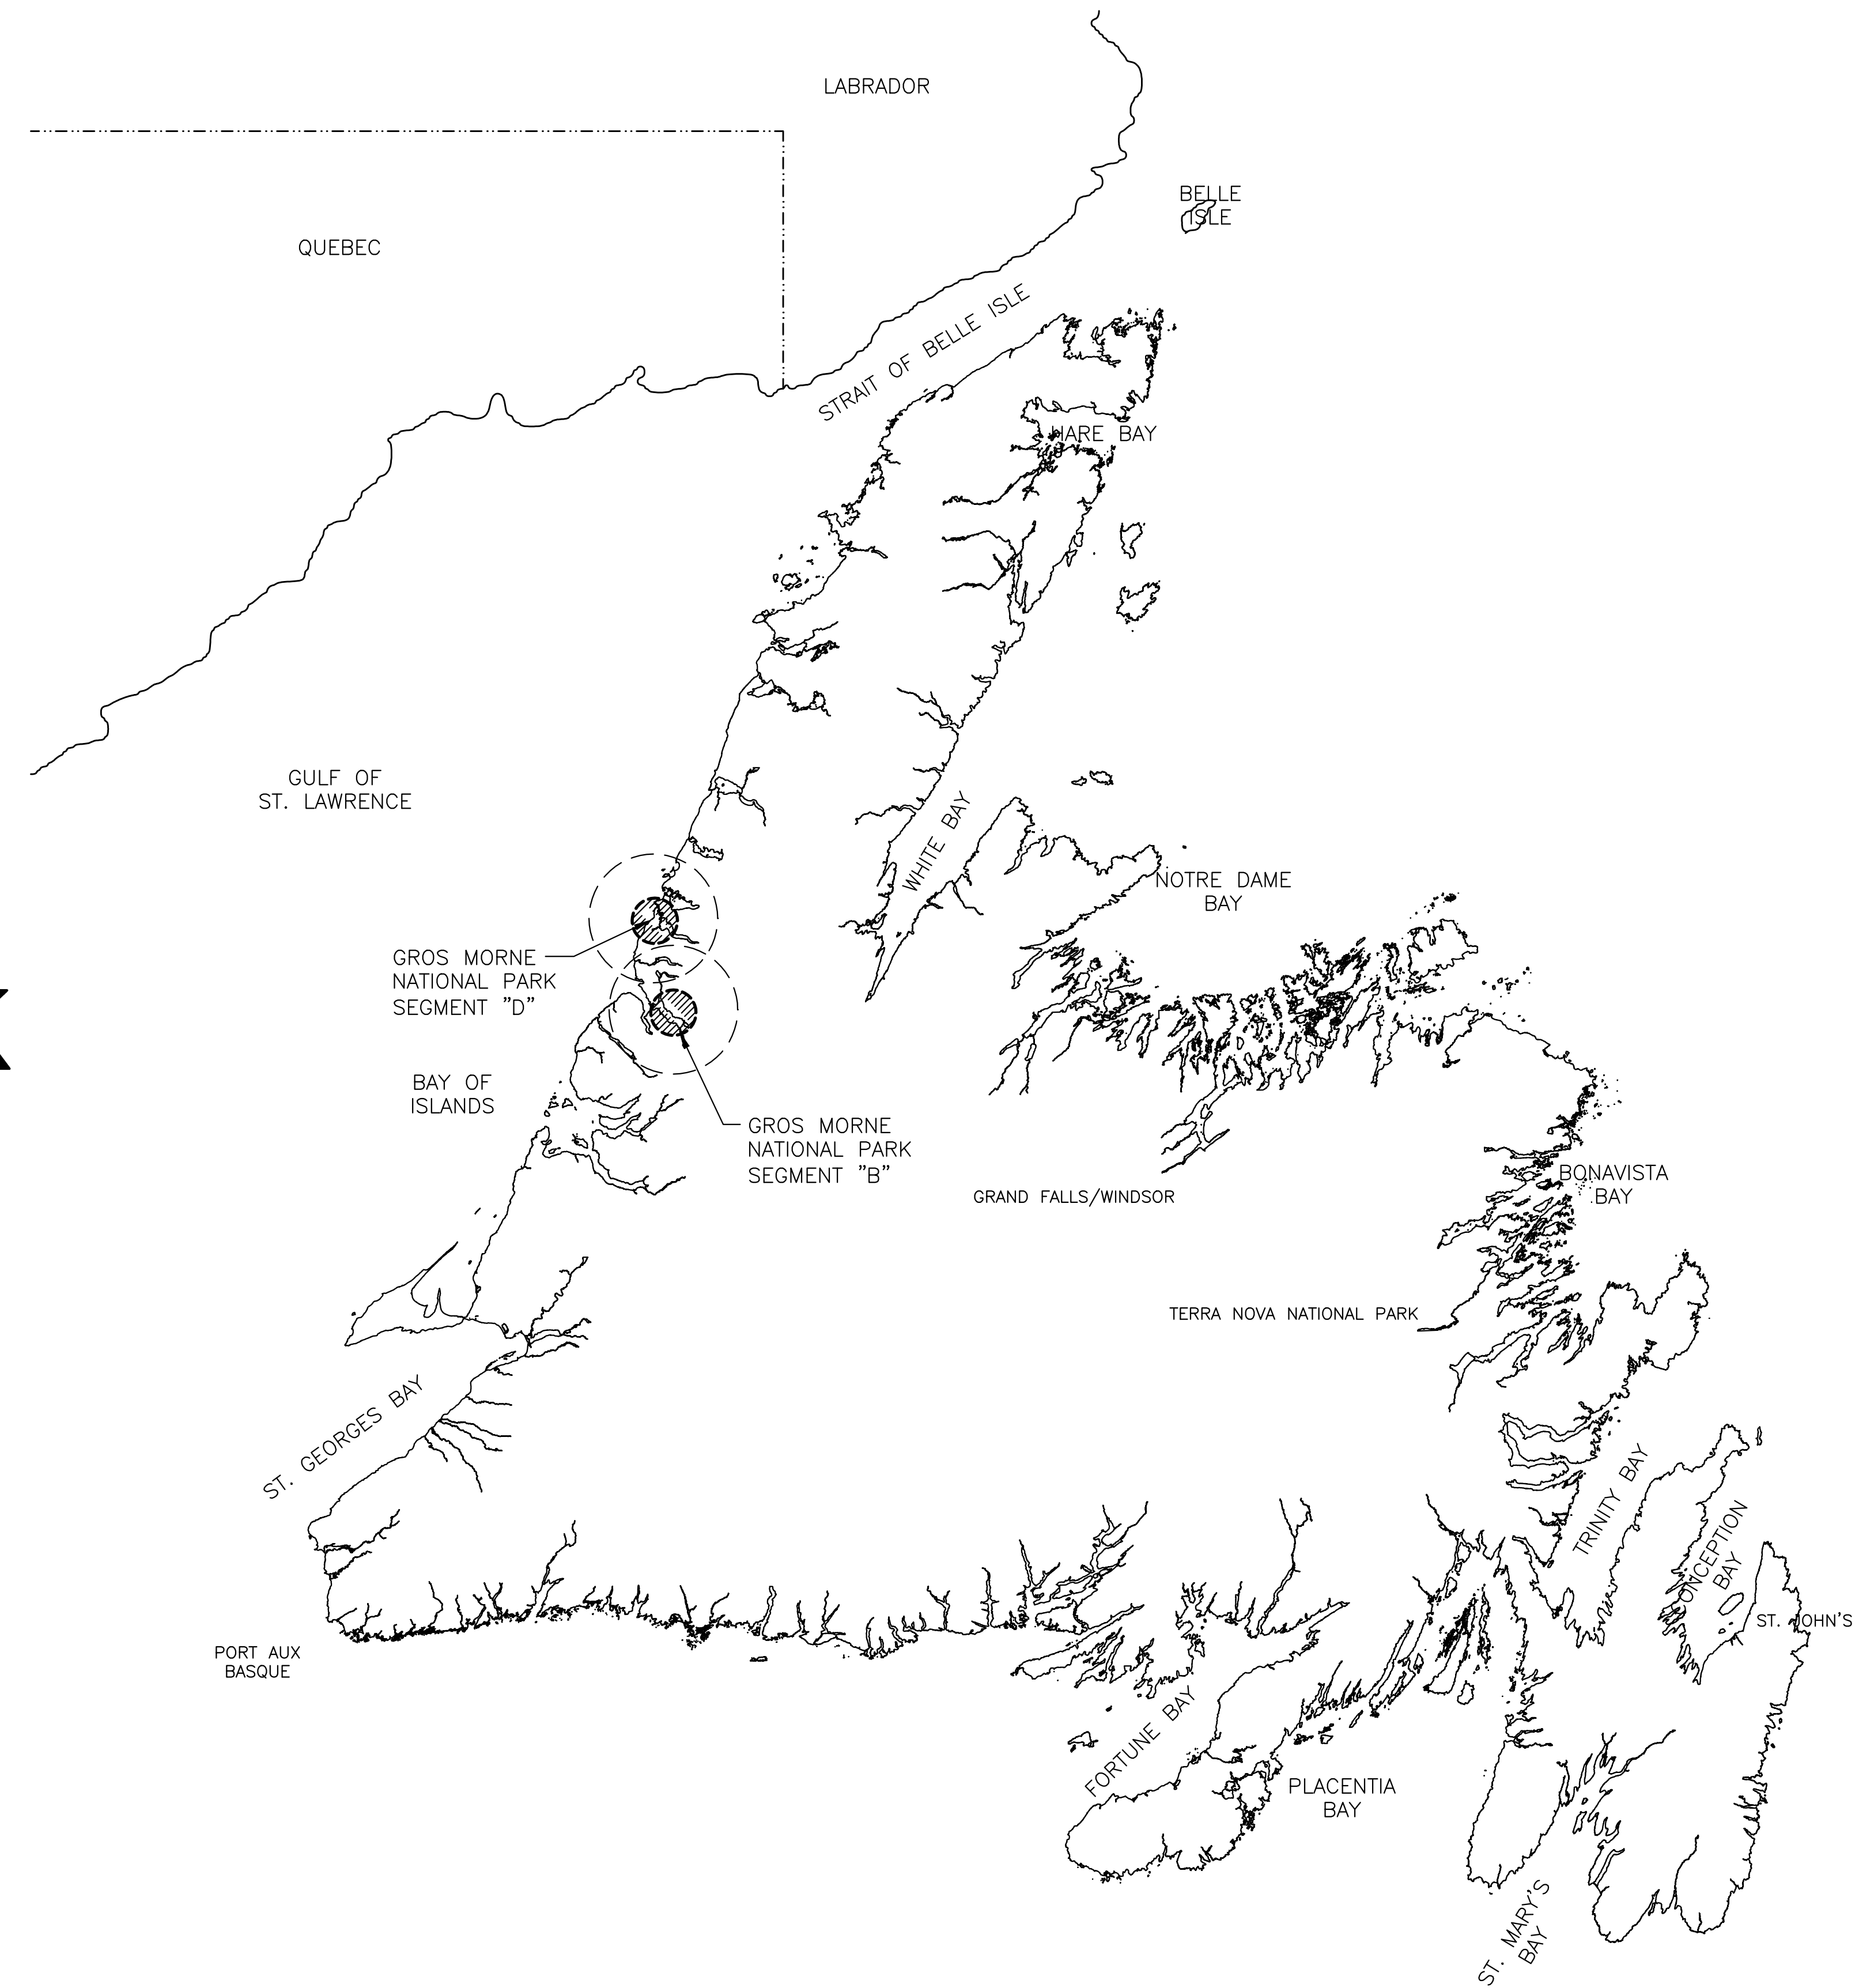 LABRADOR
BELLE
ISLE
QUEBEC
STRAIT OF BELLE ISLE
HARE BAY
GULF OF
ST. LAWRENCE
WHITE BAY
NOTRE DAME
BAY
GROS MORNE
NATIONAL PARK
SEGMENT "D"
BAY OF
ISLANDS
GROS MORNE
NATIONAL PARK
SEGMENT "B"
GRAND FALLS/WINDSOR
BONAVISTA
BAY
TERRA NOVA NATIONAL PARK
ST. GEORGES BAY
TRINITY BAY
CONCEPTION
BAY
ST. JOHN'S
PORT AUX
BASQUE
FORTUNE BAY
PLACENTIA
BAY
ST. MARY'S
BAY